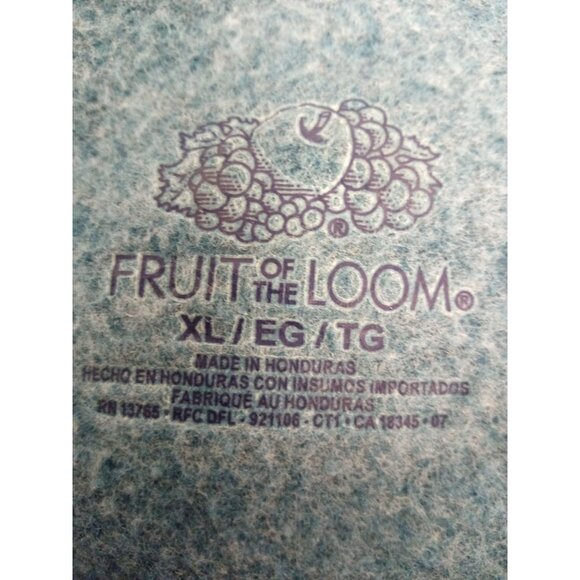 ®
FRUIT OF THE LOOM®
XL / EG / TG
MADE IN HONDURAS
HECHO EN HONDURAS CON INSUMOS IMPORTADOS
FABRIQUE AU HONDURAS
RN 13765 · RFC DFL - 921106 - CT1 · CA 18345 · 07